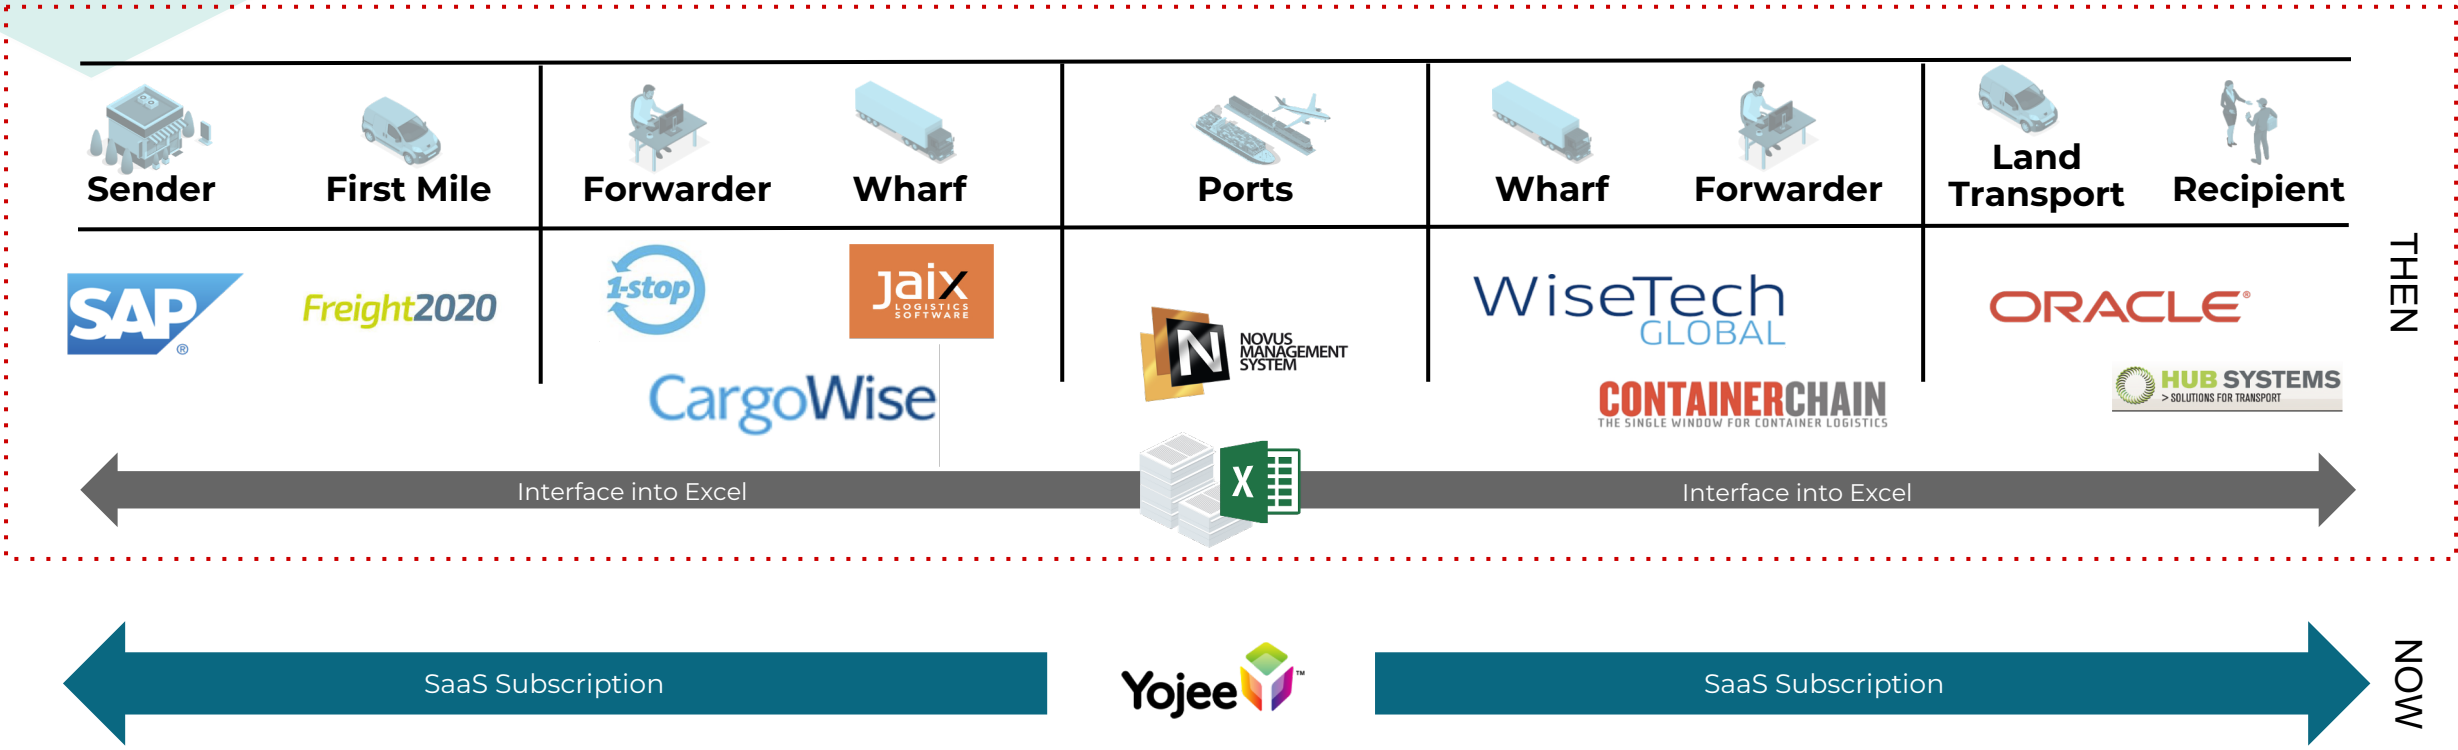 Sender
First Mile
Forwarder
Wharf
Ports
Wharf
Forwarder
Land
Transport
Recipient
THEN
SAP®
Freight2020
1-stop
Jaix
LOGISTICS
SOFTWARE
CargoWise
N
NOVUS
MANAGEMENT
SYSTEM
WiseTech
GLOBAL
CONTAINERCHAIN
THE SINGLE WINDOW FOR CONTAINER LOGISTICS
ORACLE®
HUB SYSTEMS
> SOLUTIONS FOR TRANSPORT
Interface into Excel
X
Interface into Excel
SaaS Subscription
Yojee™
SaaS Subscription
NOW